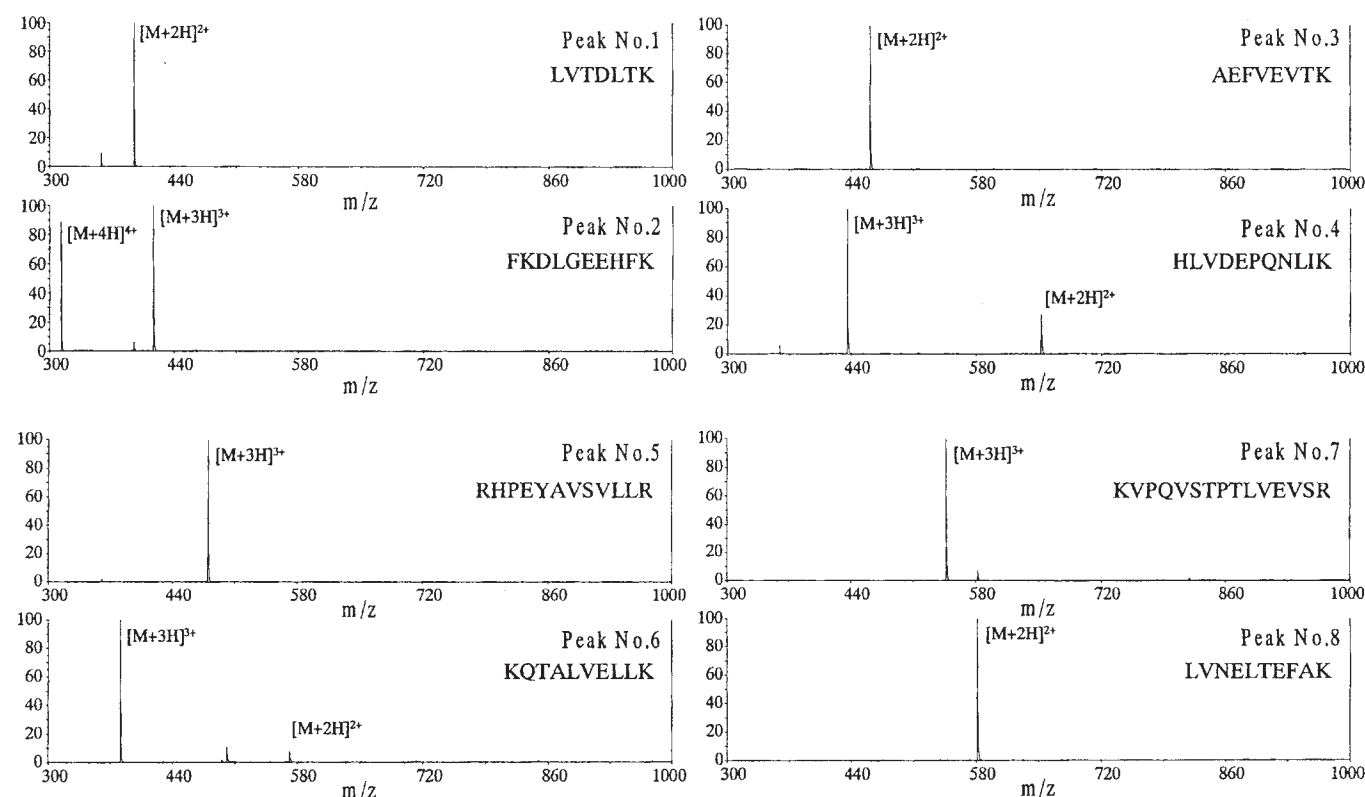 100
80
60
40
20
0
[M+2H]²⁺
Peak No.1
LVTDLTK
300 440 580 720 860 1000
m/z
100
80
60
40
20
0
[M+4H]⁴⁺
[M+3H]³⁺
Peak No.2
FKDLGEEHFK
300 440 580 720 860 1000
m/z
100
80
60
40
20
0
[M+2H]²⁺
Peak No.3
AEFVEVTK
300 440 580 720 860 1000
m/z
100
80
60
40
20
0
[M+3H]³⁺
[M+2H]²⁺
Peak No.4
HLVDEPQNLIK
300 440 580 720 860 1000
m/z
100
80
60
40
20
0
[M+3H]³⁺
Peak No.5
RHPEYAVSVLLR
300 440 580 720 860 1000
m/z
100
80
60
40
20
0
[M+3H]³⁺
[M+2H]²⁺
Peak No.6
KQTALVELLK
300 440 580 720 860 1000
m/z
100
80
60
40
20
0
[M+3H]³⁺
Peak No.7
KVPQVSTPTLVEVSR
300 440 580 720 860 1000
m/z
100
80
60
40
20
0
[M+2H]²⁺
Peak No.8
LVNELTEFAK
300 440 580 720 860 1000
m/z